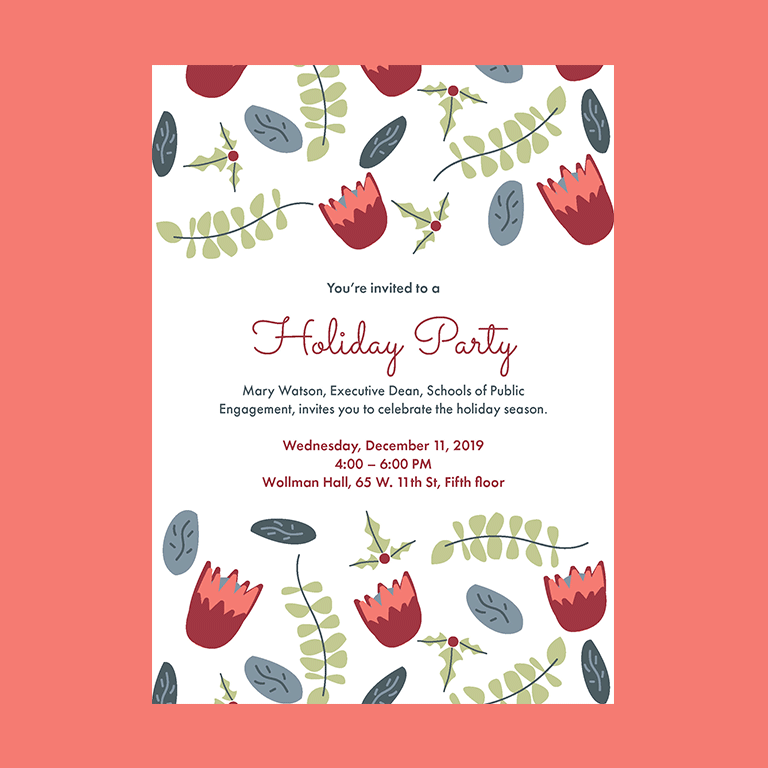 You're invited to a
Holiday Party
Mary Watson, Executive Dean, Schools of Public
Engagement, invites you to celebrate the holiday season.
Wednesday, December 11, 2019
4:00 – 6:00 PM
Wollman Hall, 65 W. 11th St, Fifth floor